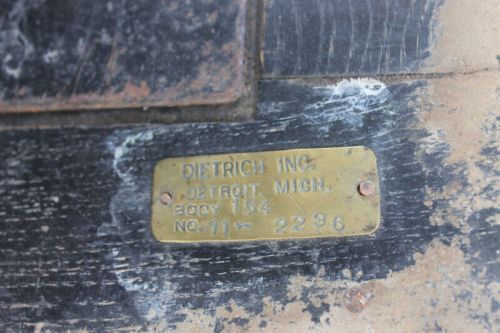 DIETRICH INC.
DETROIT, MICH.
BODY 154
NO. 11- 2296